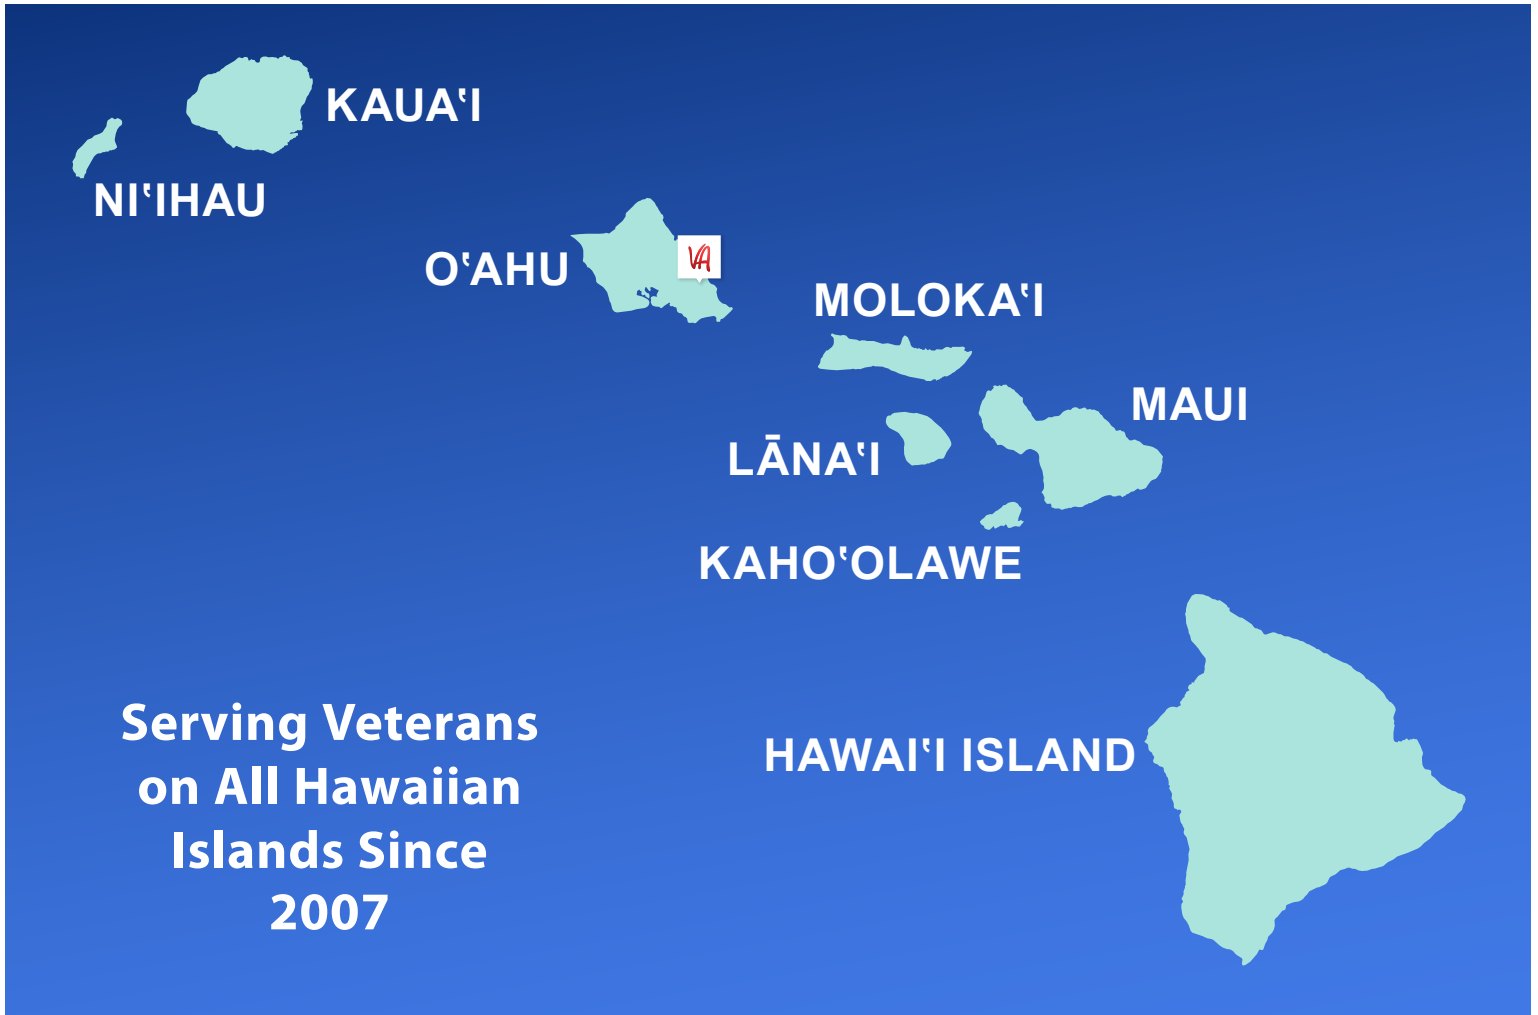 KAUAʻI
NIʻIHAU
OʻAHU
VA
MOLOKAʻI
MAUI
LĀNAʻI
KAHOʻOLAWE
HAWAIʻI ISLAND
Serving Veterans
on All Hawaiian
Islands Since
2007